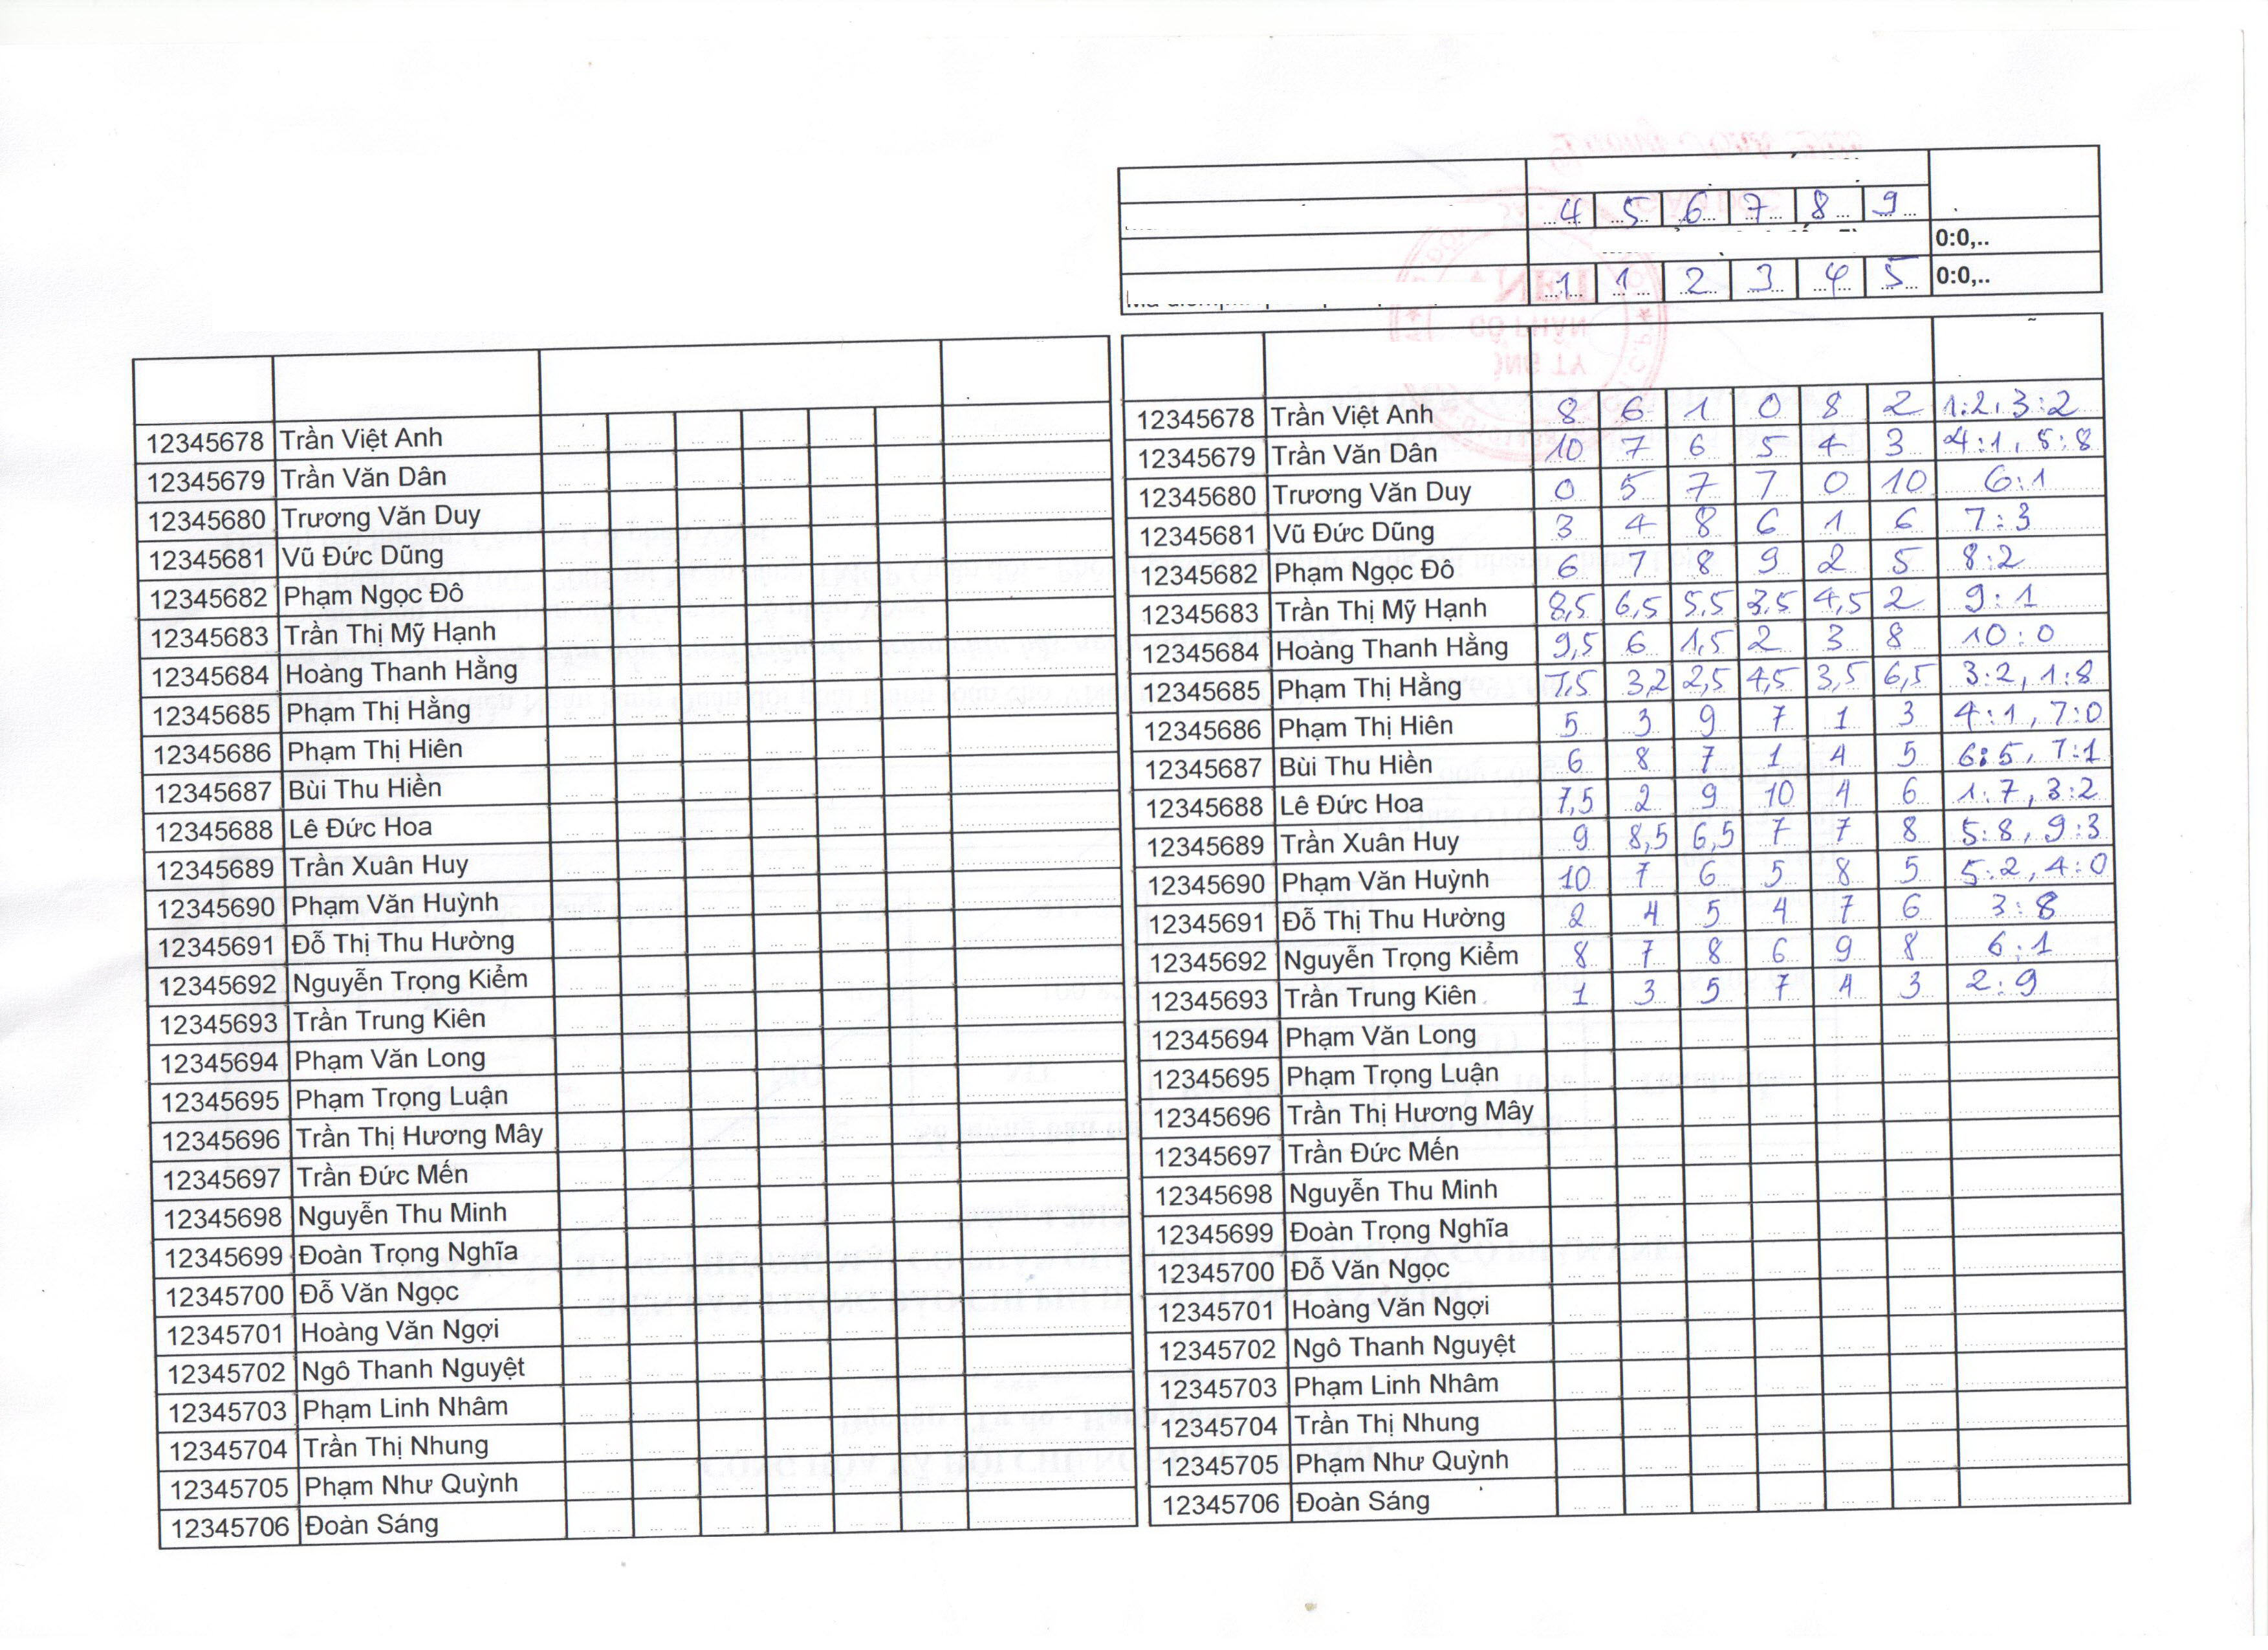 4 5 6 7 8 9
0:0,..
1 1 2 3 4 5 0:0,..
12345678 Trần Việt Anh
12345679 Trần Văn Dân
12345680 Trương Văn Duy
12345681 Vũ Đức Dũng
12345682 Phạm Ngọc Đô
12345683 Trần Thị Mỹ Hạnh
12345684 Hoàng Thanh Hằng
12345685 Phạm Thị Hằng
12345686 Phạm Thị Hiên
12345687 Bùi Thu Hiền
12345688 Lê Đức Hoa
12345689 Trần Xuân Huy
12345690 Phạm Văn Huỳnh
12345691 Đỗ Thị Thu Hường
12345692 Nguyễn Trọng Kiểm
12345693 Trần Trung Kiên
12345694 Phạm Văn Long
12345695 Phạm Trọng Luận
12345696 Trần Thị Hương Mây
12345697 Trần Đức Mến
12345698 Nguyễn Thu Minh
12345699 Đoàn Trọng Nghĩa
12345700 Đỗ Văn Ngọc
12345701 Hoàng Văn Ngợi
12345702 Ngô Thanh Nguyệt
12345703 Phạm Linh Nhâm
12345704 Trần Thị Nhung
12345705 Phạm Như Quỳnh
12345706 Đoàn Sáng
12345678 Trần Việt Anh 8 6 1 0 8 2 1:2, 3:2
12345679 Trần Văn Dân 10 7 6 5 4 3 4:1, 5:8
12345680 Trương Văn Duy 0 5 7 7 0 10 6:1
12345681 Vũ Đức Dũng 3 4 8 6 1 6 7:3
12345682 Phạm Ngọc Đô 6 7 8 9 2 5 8:2
12345683 Trần Thị Mỹ Hạnh 8,5 6,5 5,5 3,5 4,5 2 9:1
12345684 Hoàng Thanh Hằng 9,5 6 1,5 2 3 8 10:0
12345685 Phạm Thị Hằng 7,5 3,2 2,5 4,5 3,5 6,5 3:2, 1:8
12345686 Phạm Thị Hiên 5 3 9 7 1 3 4:1, 7:0
12345687 Bùi Thu Hiền 6 8 7 1 4 5 6:5, 7:1
12345688 Lê Đức Hoa 7,5 2 9 10 4 6 1:7, 3:2
12345689 Trần Xuân Huy 9 8,5 6,5 7 7 8 5:8, 9:3
12345690 Phạm Văn Huỳnh 10 7 6 5 8 5 5:2, 4:0
12345691 Đỗ Thị Thu Hường 2 4 5 4 7 6 3:8
12345692 Nguyễn Trọng Kiểm 8 7 8 6 9 8 6:1
12345693 Trần Trung Kiên 1 3 5 7 4 3 2:9
12345694 Phạm Văn Long
12345695 Phạm Trọng Luận
12345696 Trần Thị Hương Mây
12345697 Trần Đức Mến
12345698 Nguyễn Thu Minh
12345699 Đoàn Trọng Nghĩa
12345700 Đỗ Văn Ngọc
12345701 Hoàng Văn Ngợi
12345702 Ngô Thanh Nguyệt
12345703 Phạm Linh Nhâm
12345704 Trần Thị Nhung
12345705 Phạm Như Quỳnh
12345706 Đoàn Sáng